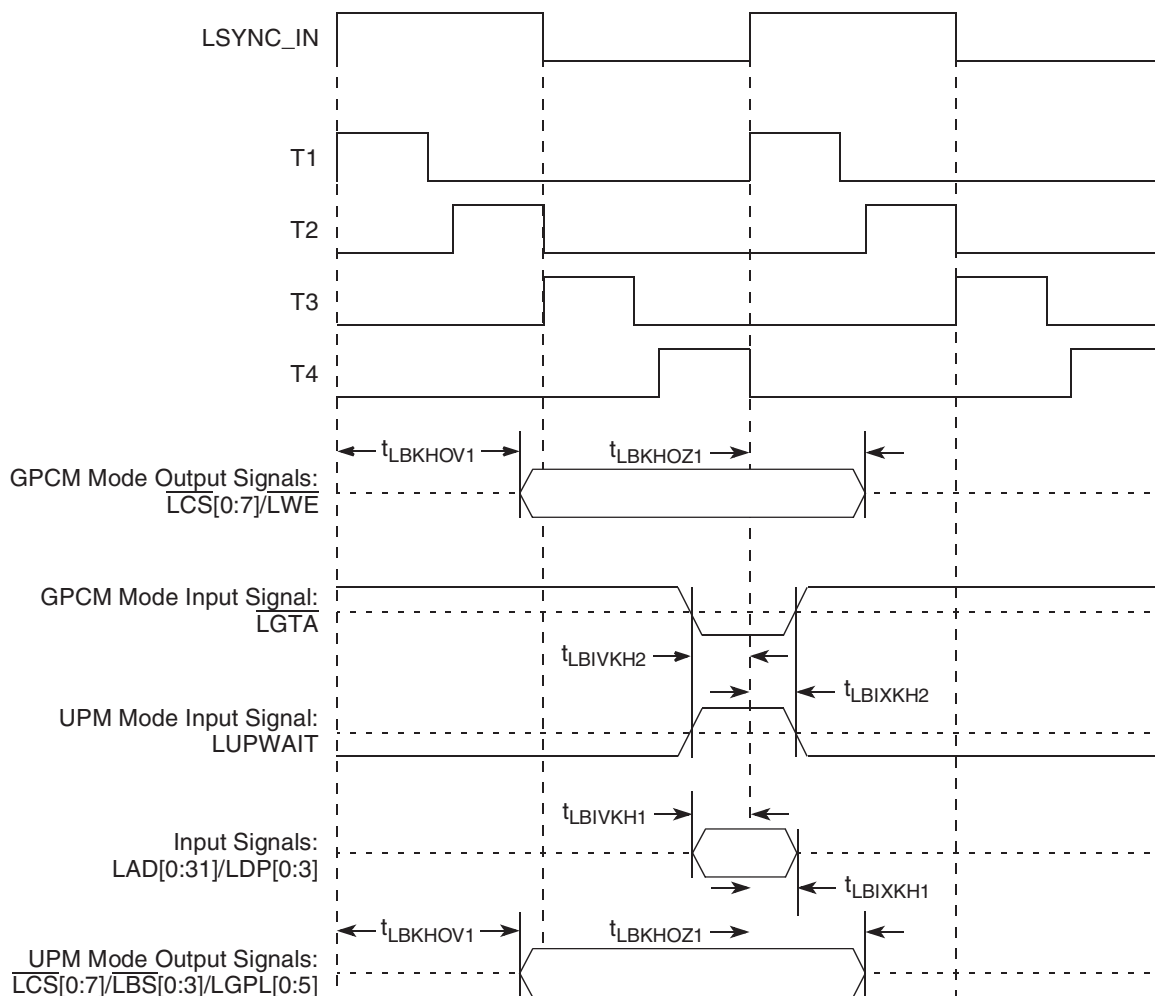 LSYNC_IN
T1
T2
T3
T4
tLBKHOV1
tLBKHOZ1
GPCM Mode Output Signals:
LCS[0:7]/LWE
GPCM Mode Input Signal:
LGTA
tLBIVKH2
tLBIXKH2
UPM Mode Input Signal:
LUPWAIT
tLBIVKH1
Input Signals:
LAD[0:31]/LDP[0:3]
tLBIXKH1
tLBKHOV1
tLBKHOZ1
UPM Mode Output Signals:
LCS[0:7]/LBS[0:3]/LGPL[0:5]